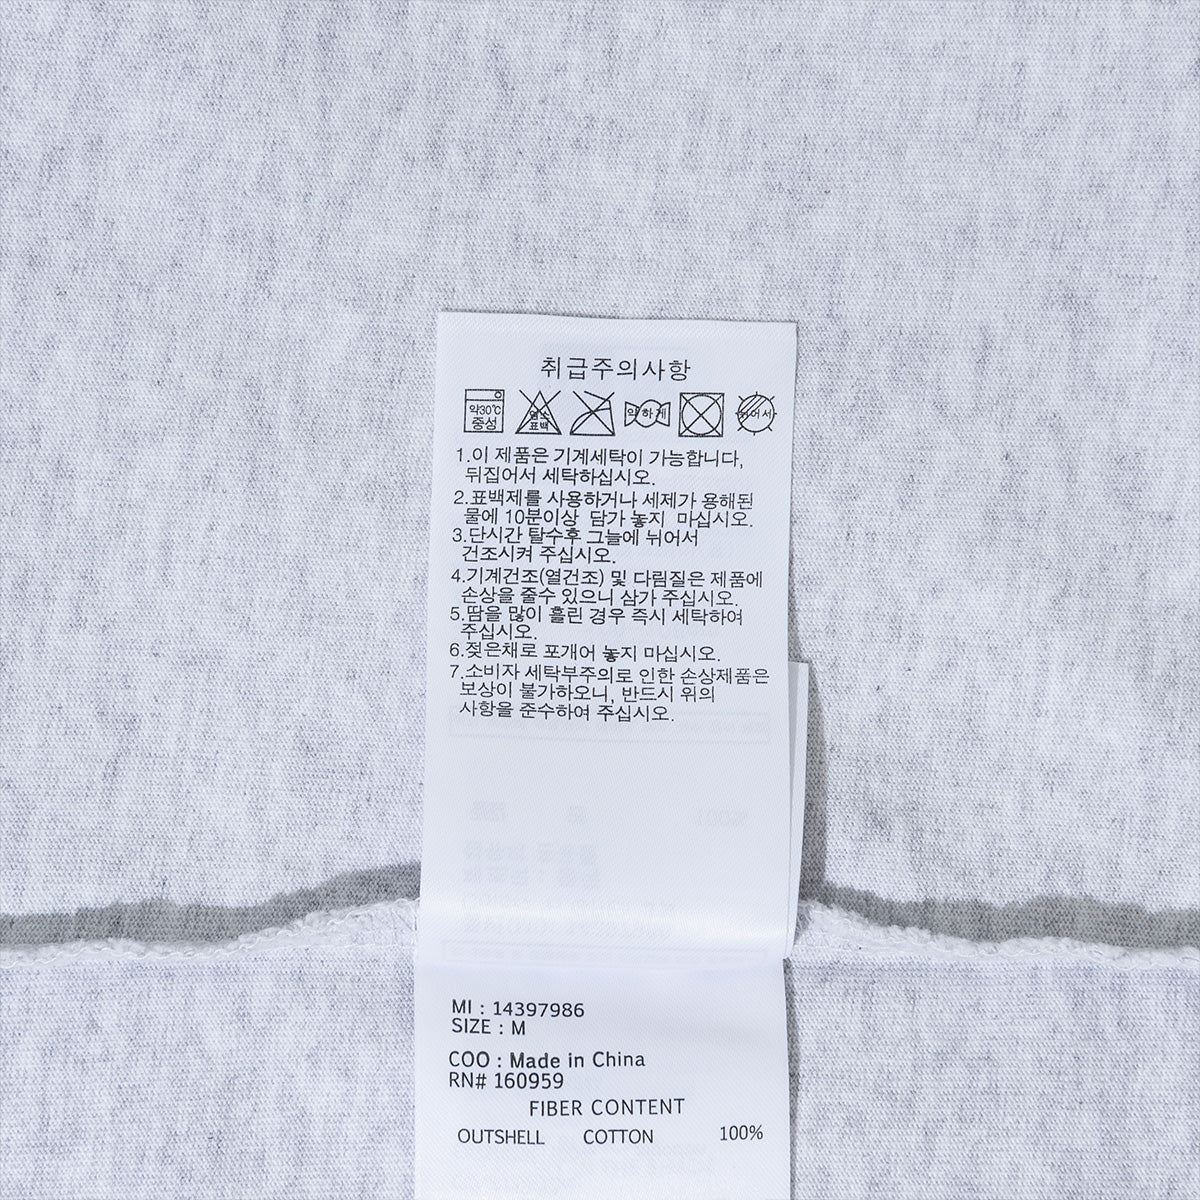 취급주의사항
약30℃ 중성
염소 표백
약하게
뉘어서
1.이 제품은 기계세탁이 가능합니다,
뒤집어서 세탁하십시오.
2.표백제를 사용하거나 세제가 용해된
물에 10분이상 담가 놓지 마십시오.
3.단시간 탈수후 그늘에 뉘어서
건조시켜 주십시오.
4.기계건조(열건조) 및 다림질은 제품에
손상을 줄수 있으니 삼가 주십시오.
5.땀을 많이 흘린 경우 즉시 세탁하여
주십시오.
6.젖은채로 포개어 놓지 마십시오.
7.소비자 세탁부주의로 인한 손상제품은
보상이 불가하오니, 반드시 위의
사항을 준수하여 주십시오.
MI : 14397986
SIZE : M
COO : Made in China
RN# 160959
FIBER CONTENT
OUTSHELL COTTON 100%